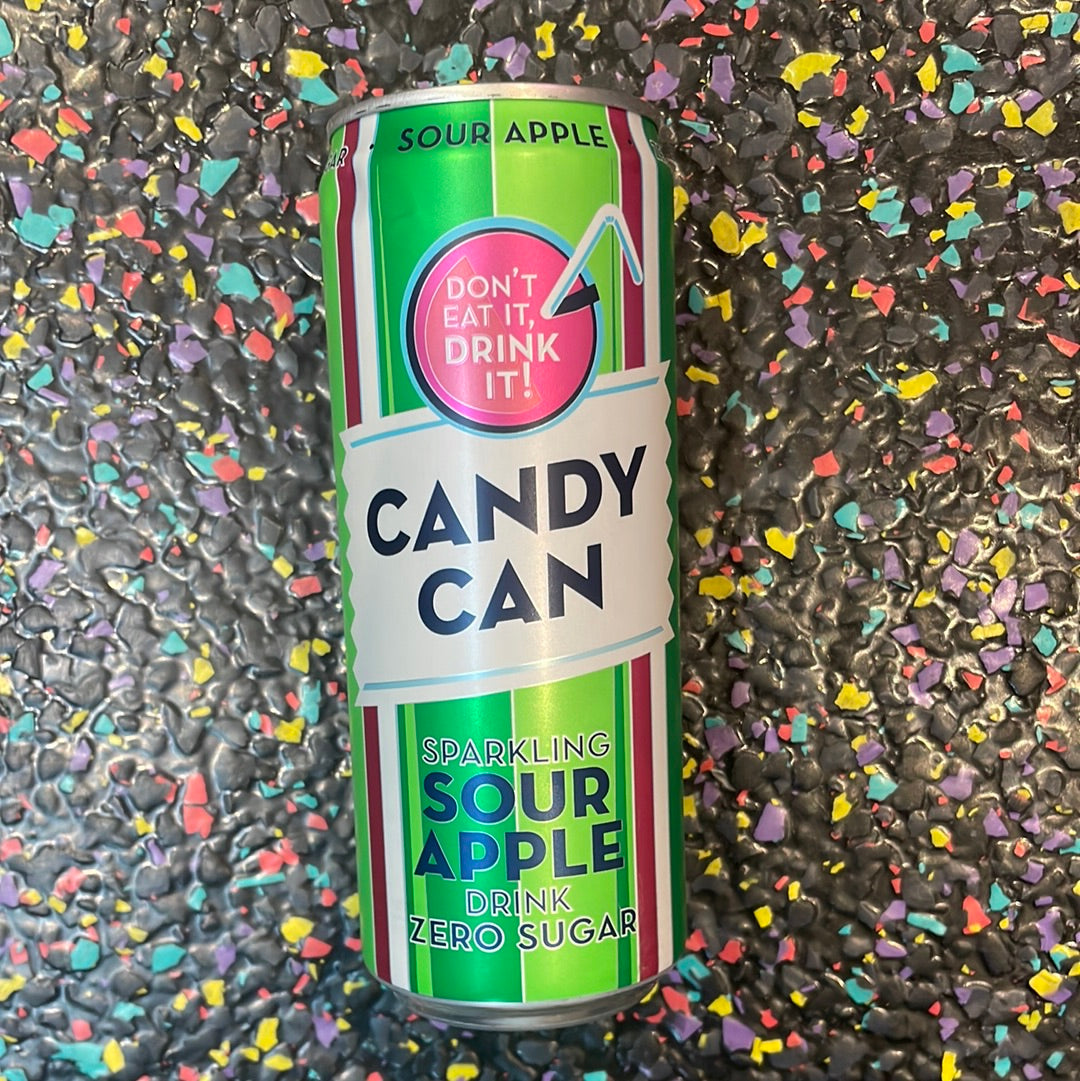 SOUR APPLE
DON'T
EAT IT,
DRINK
IT!
CANDY
CAN
SPARKLING
SOUR
APPLE
DRINK
ZERO SUGAR